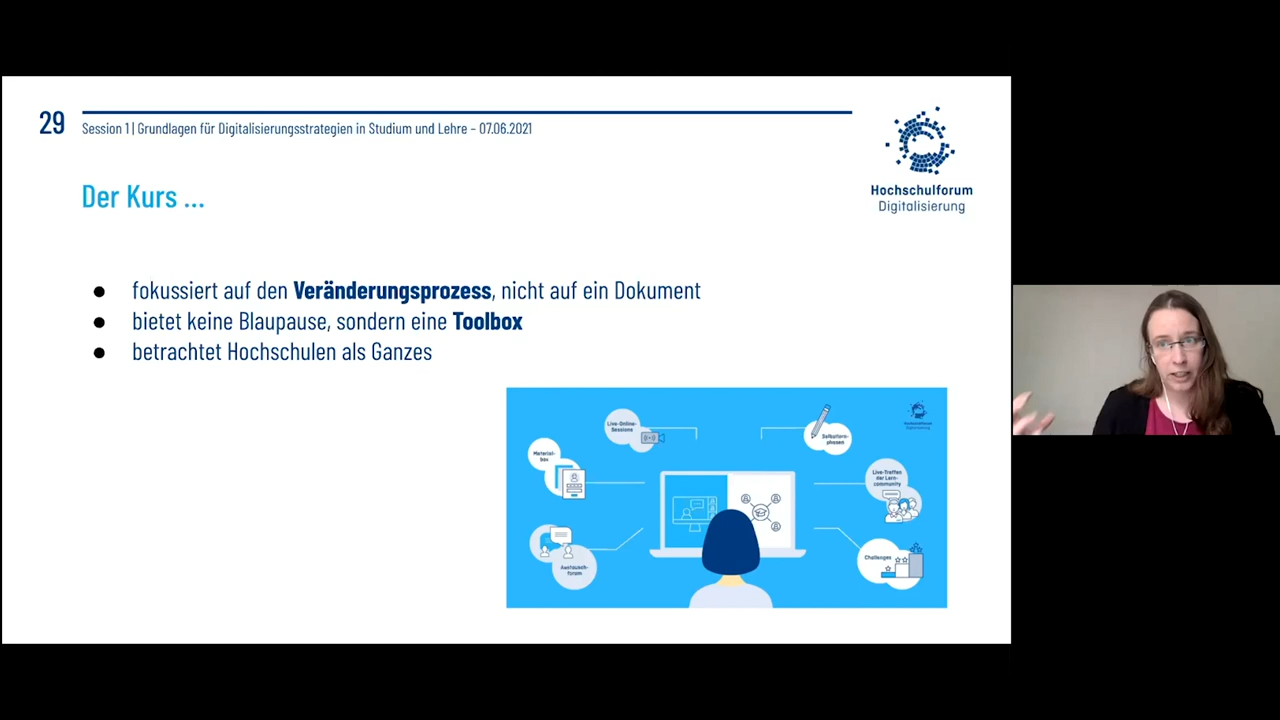 29
Session 1 | Grundlagen für Digitalisierungsstrategien in Studium und Lehre – 07.06.2021
Hochschulforum
Digitalisierung
Der Kurs ...
● fokussiert auf den Veränderungsprozess, nicht auf ein Dokument
● bietet keine Blaupause, sondern eine Toolbox
● betrachtet Hochschulen als Ganzes
Live-Online-
Sessions
Material-
box
Austausch-
forum
Selbstlern-
phasen
Live-Treffen
der Lern-
community
Challenges
Hochschulforum
Digitalisierung